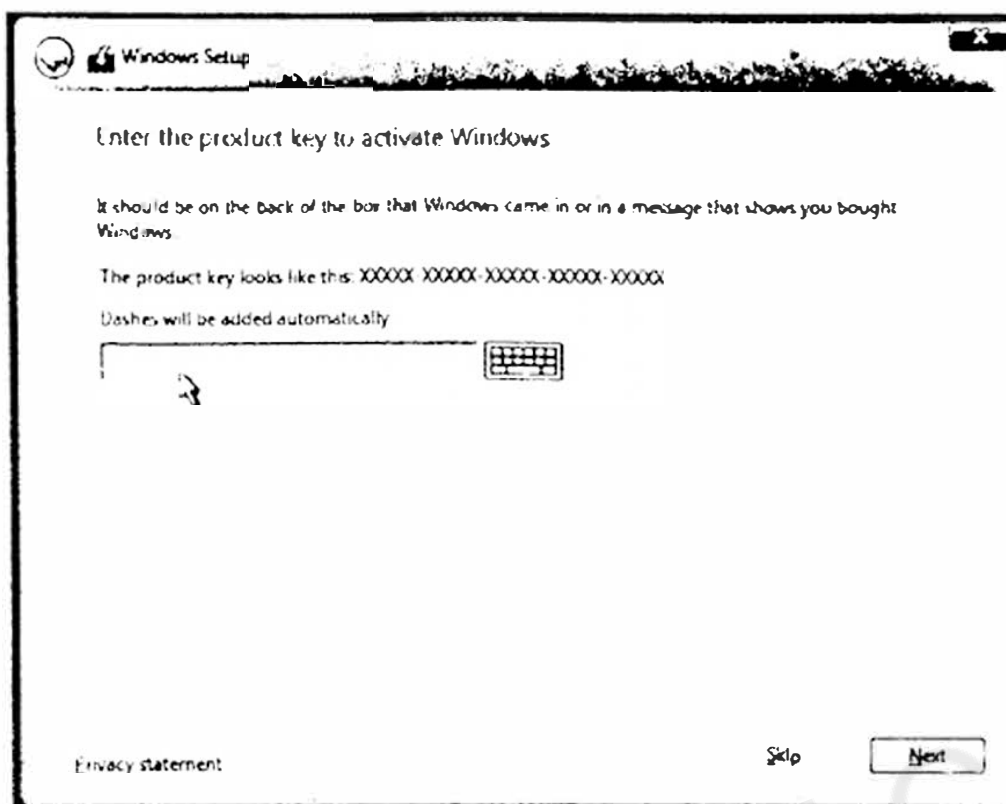 Windows Setup
Enter the product key to activate Windows
It should be on the back of the box that Windows came in or in a message that shows you bought
Windows.
The product key looks like this: XXXXX-XXXXX-XXXXX-XXXXX-XXXXX
Dashes will be added automatically
Privacy statement
Skip
Next